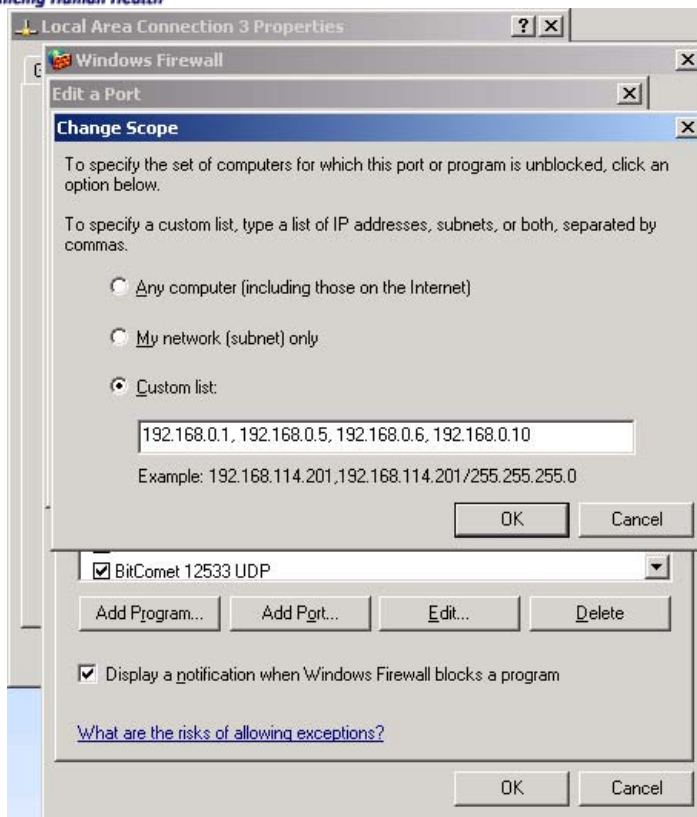 Human Health
Local Area Connection 3 Properties
Windows Firewall
Edit a Port
Change Scope
To specify the set of computers for which this port or program is unblocked, click an
option below.
To specify a custom list, type a list of IP addresses, subnets, or both, separated by
commas.
Any computer (including those on the Internet)
My network (subnet) only
Custom list:
192.168.0.1, 192.168.0.5, 192.168.0.6, 192.168.0.10
Example: 192.168.114.201,192.168.114.201/255.255.255.0
OK Cancel
BitComet 12533 UDP
Add Program... Add Port... Edit... Delete
Display a notification when Windows Firewall blocks a program
What are the risks of allowing exceptions?
OK Cancel